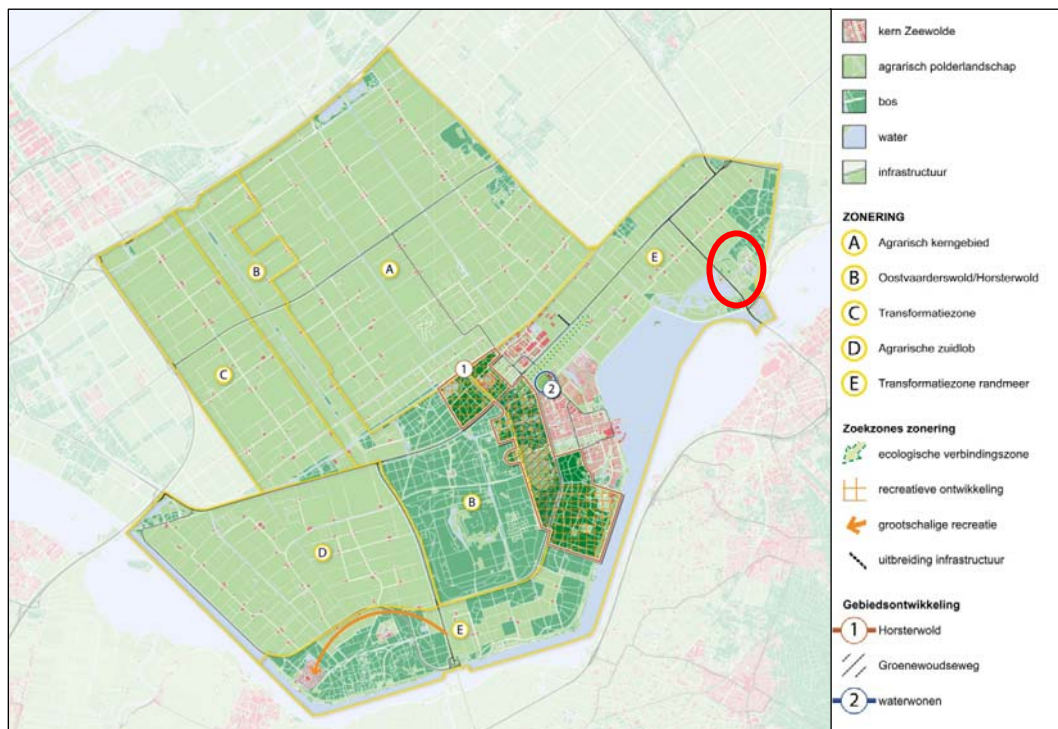 kern Zeewolde
agrarisch polderlandschap
bos
water
infrastructuur
ZONERING
A Agrarisch kerngebied
B Oostvaarderswold/Horsterwold
C Transformatiezone
D Agrarische zuidlob
E Transformatiezone randmeer
Zoekzones zonering
ecologische verbindingszone
recreatieve ontwikkeling
grootschalige recreatie
uitbreiding infrastructuur
Gebiedsontwikkeling
1 Horsterwold
Groenewoudseweg
2 waterwonen
B
A
E
C
1
2
B
D
E